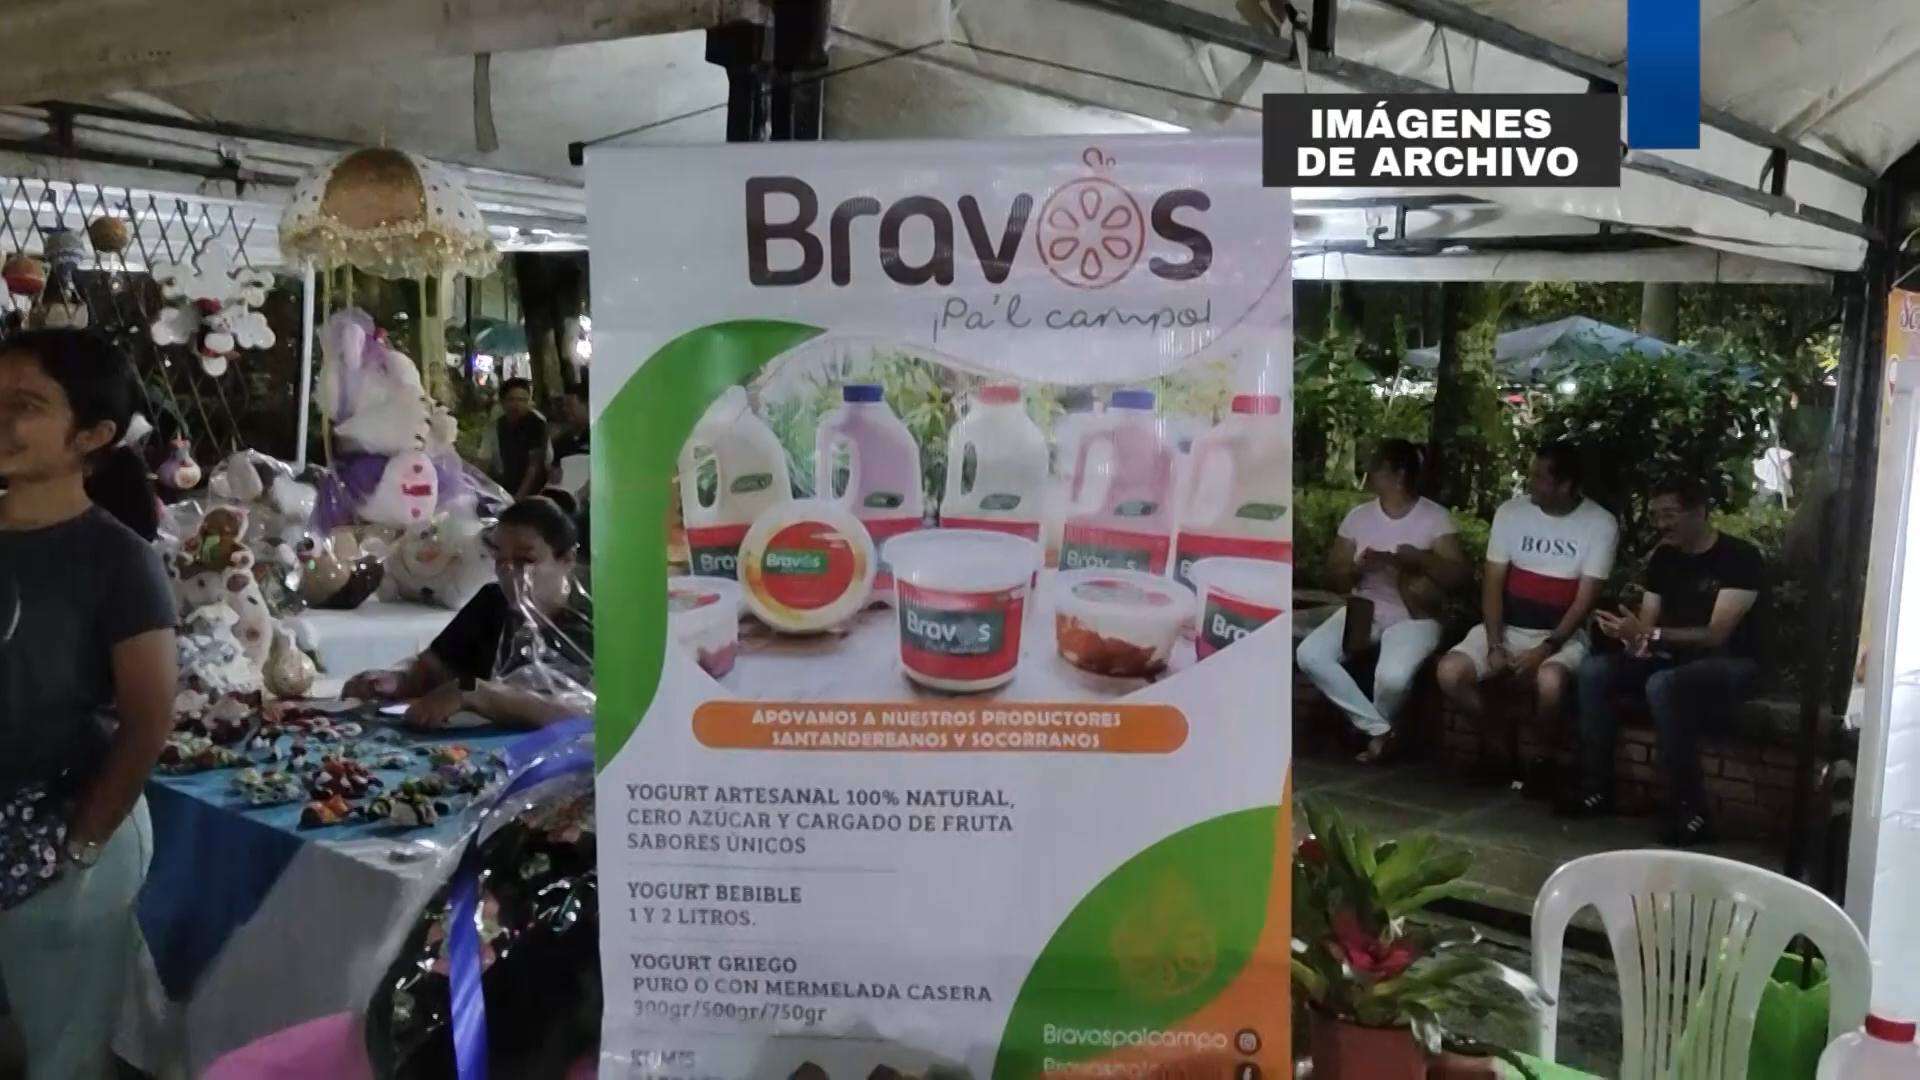 IMÁGENES
DE ARCHIVO
Bravos
¡Pa'l campo!
BOSS
Bravos
Bravos
Bravos
APOYAMOS A NUESTROS PRODUCTORES
SANTANDEREANOS Y SOCORRANOS
YOGURT ARTESANAL 100% NATURAL,
CERO AZÚCAR Y CARGADO DE FRUTA
SABORES ÚNICOS
YOGURT BEBIBLE
1 Y 2 LITROS.
YOGURT GRIEGO
PURO O CON MERMELADA CASERA
300gr/500gr/750gr
KUMIS
Bravospalcampo